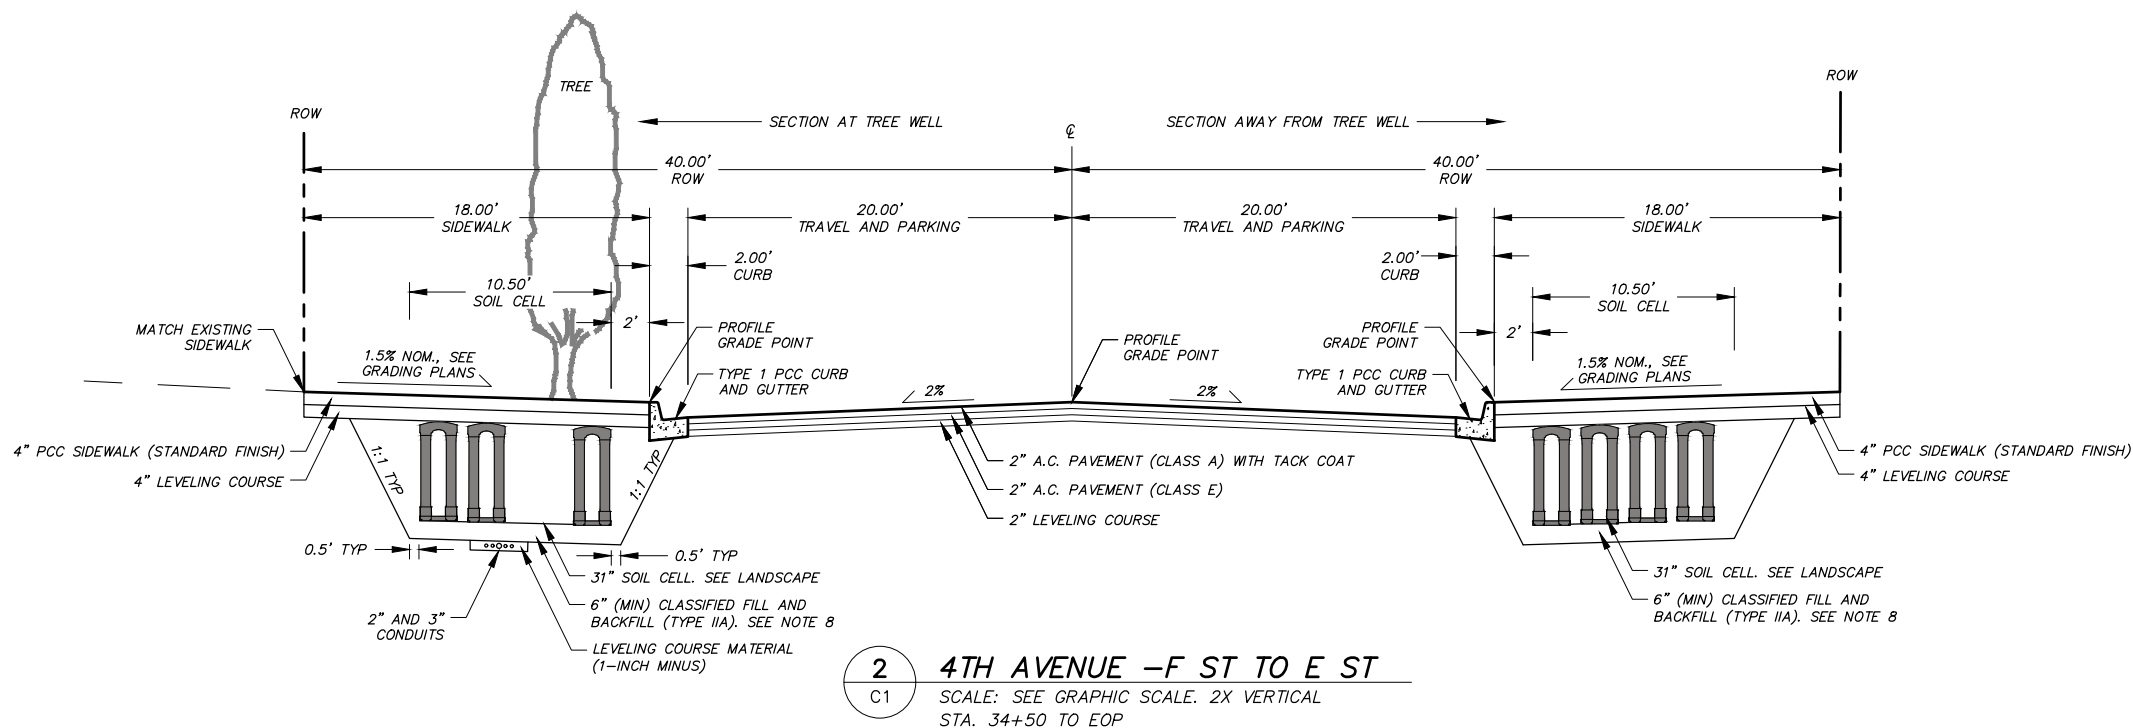 TREE
ROW
ROW
SECTION AT TREE WELL
SECTION AWAY FROM TREE WELL
℄
40.00'
ROW
40.00'
ROW
18.00'
SIDEWALK
20.00'
TRAVEL AND PARKING
20.00'
TRAVEL AND PARKING
18.00'
SIDEWALK
2.00'
CURB
2.00'
CURB
10.50'
SOIL CELL
10.50'
SOIL CELL
2'
2'
MATCH EXISTING
SIDEWALK
PROFILE
GRADE POINT
PROFILE
GRADE POINT
PROFILE
GRADE POINT
1.5% NOM., SEE
GRADING PLANS
1.5% NOM., SEE
GRADING PLANS
TYPE 1 PCC CURB
AND GUTTER
TYPE 1 PCC CURB
AND GUTTER
2%
2%
4" PCC SIDEWALK (STANDARD FINISH)
4" LEVELING COURSE
1:1 TYP
1:1 TYP
2" A.C. PAVEMENT (CLASS A) WITH TACK COAT
2" A.C. PAVEMENT (CLASS E)
2" LEVELING COURSE
4" PCC SIDEWALK (STANDARD FINISH)
4" LEVELING COURSE
0.5' TYP
0.5' TYP
31" SOIL CELL. SEE LANDSCAPE
6" (MIN) CLASSIFIED FILL AND
BACKFILL (TYPE IIA). SEE NOTE 8
2" AND 3"
CONDUITS
LEVELING COURSE MATERIAL
(1-INCH MINUS)
31" SOIL CELL. SEE LANDSCAPE
6" (MIN) CLASSIFIED FILL AND
BACKFILL (TYPE IIA). SEE NOTE 8
2
C1
4TH AVENUE -F ST TO E ST
SCALE: SEE GRAPHIC SCALE. 2X VERTICAL
STA. 34+50 TO EOP